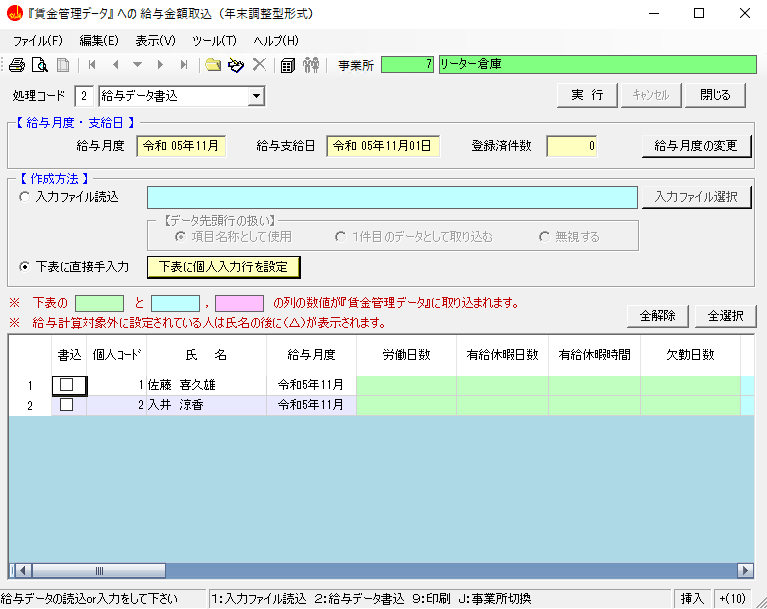 『賃金管理データ』への 給与金額取込 （年末調整型形式）
ファイル(F) 編集(E) 表示(V) ツール(T) ヘルプ(H)
事業所 7 リーター倉庫
処理コード 2 給与データ書込 実 行 キャンセル 閉じる
【 給与月度・支給日 】
給与月度 令和 05年11月 給与支給日 令和 05年11月01日 登録済件数 0 給与月度の変更
【 作成方法 】
入力ファイル読込 入力ファイル選択
【データ先頭行の扱い】
項目名称として使用 1件目のデータとして取り込む 無視する
下表に直接手入力 下表に個人入力行を設定
※ 下表の と , の列の数値が『賃金管理データ』に取り込まれます。
※ 給与計算対象外に設定されている人は氏名の後に(△)が表示されます。
全解除 全選択
書込 個人コード 氏 名 給与月度 労働日数 有給休暇日数 有給休暇時間 欠勤日数
1 1 佐藤 喜久雄 令和5年11月
2 2 入井 涼香 令和5年11月
給与データの読込or入力をして下さい 1:入力ファイル読込 2:給与データ書込 9:印刷 J:事業所切換 挿入 +(10)